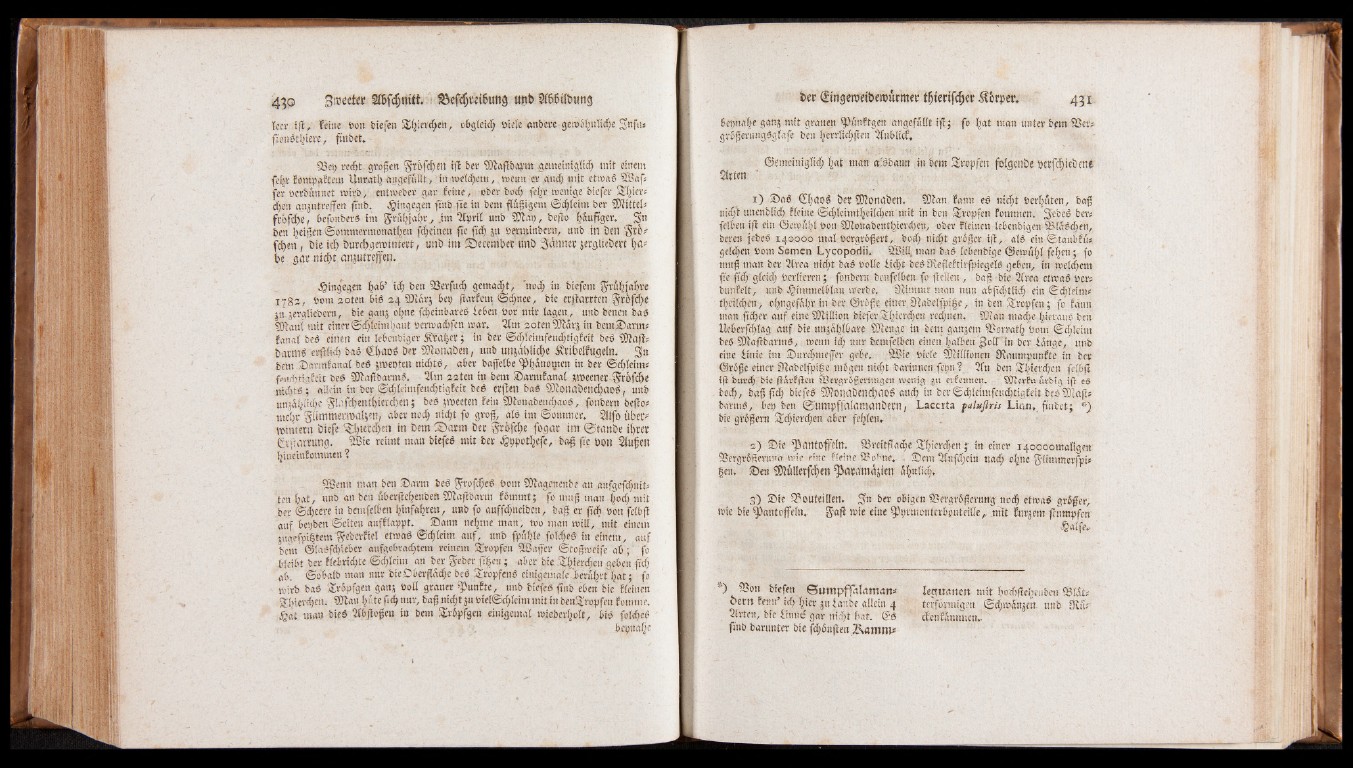 430 Zweeter Abschnitt. Beschreibung und Abbildung
leer ist, keine von diesen Thierchen, obgleich viele andere gewöhnliche Infu-
sionsthiere, findet.
Bey recht großen Fröschen ist der Mastdarm gemeiniglich mit einem
sehr kompaktem Unrath angefüllt, in welchem, wenn er auch mit etwas Was-
ser verdünnet wird, entweder gar keine, oder doch sehr wenige dieser Thier-
chen anzutreffen sind. Hingegen sind sie in dem flüßigem Schleim der Mittel-
frösche, besonders im Frühjahr, im April und May, desto häufiger. In
den heißen Sommermonathen scheinen sie sich zu vermindern, und in den Frö-
schen, die ich durchgewintert, und im December und Jänner zergliedert ha-
be gar nicht anzutreffen.
Hingegen hab' ich den Versuch gemacht, noch in diesem Frühjahre
1782, vom 20ten bis 24 März bey starkem Schnee, die erstarrten Frösche
zu zergliedern, die ganz ohne scheinbares Leben vor mir lagen, und denen das
Maul mit einer Schleimhaut verwachsen war. Am 20ten März in dem Darm-
kanal des einen ein lebendiger Kratzer; in der Schleimfeuchtigkeit des Mast-
darms erstlich das Chaos der Monaden, und unzähliche Kribelkugeln. In
dem Darmkanal des zweyten nichts, aber dasselbe Phänomen in der Schleim-
feuchtigkeit des Mastdarms. Am 22ten in dem Darmkanal zweener Frösche
nichts; allein in der Schleimfeuchtigkeit des ersten das Monadenchaos, und
unzähliche Flaschenthierchen; des zweeten kein Monadenchaos, sondern desto-
mehr Flimmerwalzen, aber noch nicht so groß, als im Sommer. Also über-
wintern diese Thierchen in dem Darm der Frösche sogar im Stande ihrer
Erstarrung. Wie reimt man dieses mit der Hypothese, daß sie von Außen
hineinkommen?
Wenn man den Darm des Frosches vom Magenende an aufgeschnit-
ten hat, und an den überstehenden Mastdarm kömmt; so muß man hoch mit
der Scheere in demselben hinfahren, und so aufschneiden, daß er sich von selbst
auf beyden Seiten aufklappt. Dann nehme man, wo man will, mit einem
zugespitztem Federkiel etwas Schleim auf, und spühle solches in einem, auf
dem Glasschieber aufgebrachtem reinem Tropfen Wasser Stoßweise ab; so
bleibt der klebrichte Schleim an der Feder sitzen; aber die Thierchen geben sich
ab. Sobald man nur die Oberfläche des Tropfens einigemale berührt hat; so
wird das Tröpfgen ganz voll grauer Punkte, und dieses sind eben die kleinen
Thierchen. Man hüte sich nur, daß nicht zu viel Schleim mit in den Tropfen komme.
Hat man dies Abstoßen in dem Tröpfgen einigemal wiederholt, bis solches
beynahe
der Eingeweidewürmer thierischer Körper. 431
beynahe ganz mit grauen Pünktgen angefüllt ist; so hat man unter dem Ver-
größerungsglase den herrlichsten Anblick.
Gemeiniglich hat man alsdann in dem Tropfen folgende verschiedene
Arten
1) Das Chaos der Monaden. Man kann es nicht verhüten, daß
nicht unendlich kleine Schleimtheilchen mit in den Tropfen kommen. Jedes der-
selben ist ein Gewühl von Monadenthierchen, oder kleinen lebendigen Bläschen,
deren jedes 140000 mal vergrößert, doch nicht größer ist, als ein Staubkü-
gelchen vom Semen Lycopodii. Will man das lebendige Gewühl sehen; so
muß man der Area nicht das volle Licht des Reflektirspiegels geben, in welchem
sie sich gleich verlieren; sondern denselben so stellen, daß die Area etwas ver-
dunkelt, und Himmelblau werde. Nimmt man nun absichtlich ein Schleim-
theilchen, ohngefähr in der Größe einer Nadelspitze, in den Tropfen; so kann
man sicher auf eine Million dieser Thierchen rechnen. Man mache hieraus den
Ueberschlag auf die unzählbare Menge in dem ganzem Vorrath vom Schleim
des Mastdarms, wenn ich nur demselben einen halben Zoll in der Länge, und
eine Linie im Durchmesser gebe. Wie viele Millionen Raumpunkte in der
Größe einer Nadelspitze mögen nicht darinnen seyn? An den Thierchen selbst
ist durch die stärksten Vergrößerungen wenig zu erkennen. Merkwürdig ist es
doch, daß sich dieses Monadenchaos auch in der Schleimfeuchtigkeit des Mast-
darms, bey den Sumpfsalamandern, Lacerta palustris Linn, findet; *)
die größern Tchierchen aber fehlen.
2) Die Pantoffeln. Breitflache Thierchen; in einer 140000maligen
Vergrößerung wie eine kleine Bohne. Dem Anschein nach ohne Flimmerspi-
tzen. Den Müllerschen Paramäzien ähnlich.
3) Die Bouteillen. In der obigen Vergrößerung noch etwas größer,
wie die Pantoffeln. Fast wie eine Pyrmonterbouteille, mit kurzem stumpfen
Halse.
*) Von diesen Sumpfsalaman-
dern kenn' ich hier zu Lande allein 4
Arten, die Linné gar nicht hat. Es
sind darunter die schönsten Kamm-
leguanen mit hochstehenden Blät-
terförmigen Schwänzen und Rü-
ckenkämmen.